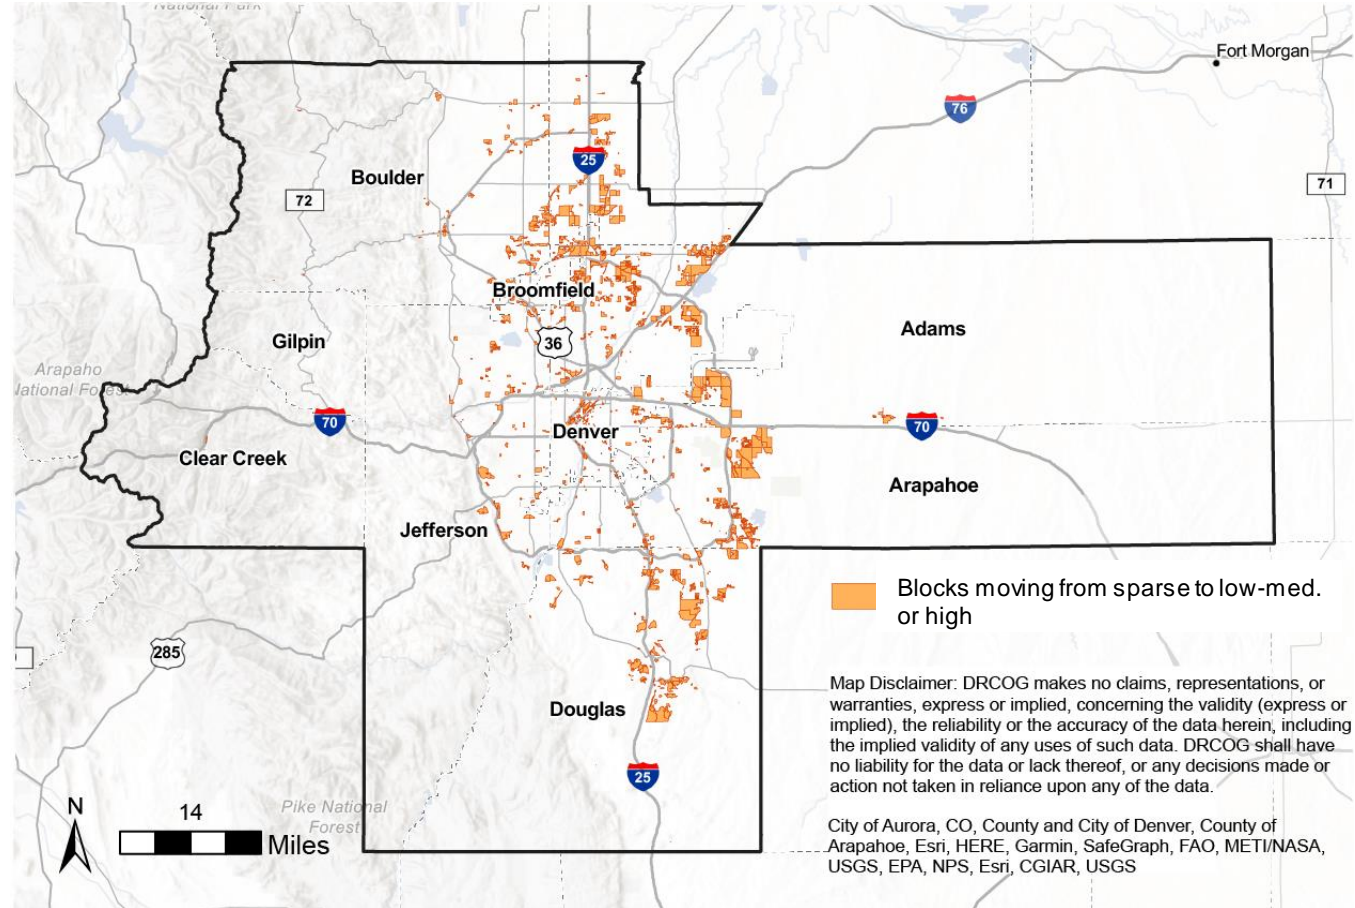 National Park
Fort Morgan
76
25
71
Boulder
72
Broomfield
Adams
36
Gilpin
Arapaho
National Forest
70
70
Denver
Clear Creek
Arapahoe
Jefferson
Blocks moving from sparse to low-med.
or high
285
Map Disclaimer: DRCOG makes no claims, representations, or
warranties, express or implied, concerning the validity (express or
implied), the reliability or the accuracy of the data herein, including
the implied validity of any uses of such data. DRCOG shall have
no liability for the data or lack thereof, or any decisions made or
action not taken in reliance upon any of the data.
Douglas
25
N
14
Miles
Pike National
Forest
City of Aurora, CO, County and City of Denver, County of
Arapahoe, Esri, HERE, Garmin, SafeGraph, FAO, METI/NASA,
USGS, EPA, NPS, Esri, CGIAR, USGS